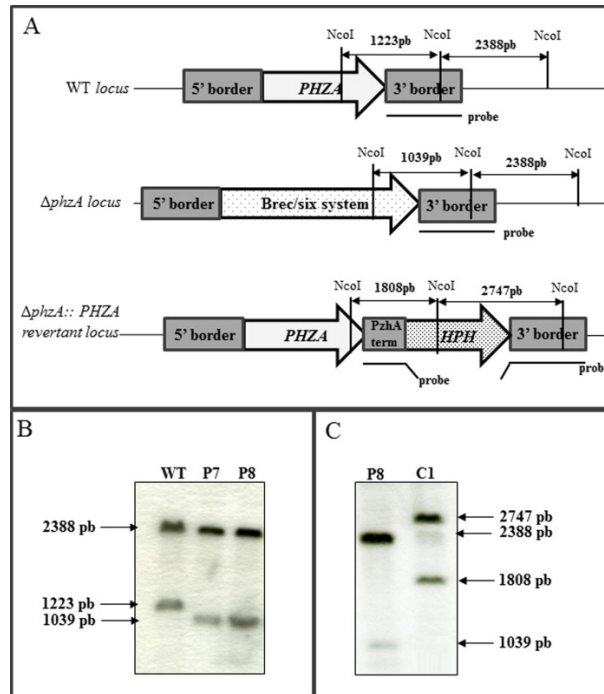 A
NcoI NcoI NcoI
1223pb 2388pb
WT locus
5' border PHZA 3' border
probe
NcoI NcoI NcoI
1039pb 2388pb
ΔphzA locus
5' border Brec/six system 3' border
probe
NcoI NcoI NcoI
1808pb 2747pb
ΔphzA:: PHZA
revertant locus
5' border PHZA PzhA term HPH 3' border
probe prob
B
WT P7 P8
2388 pb
1223 pb
1039 pb
C
P8 C1
2747 pb
2388 pb
1808 pb
1039 pb